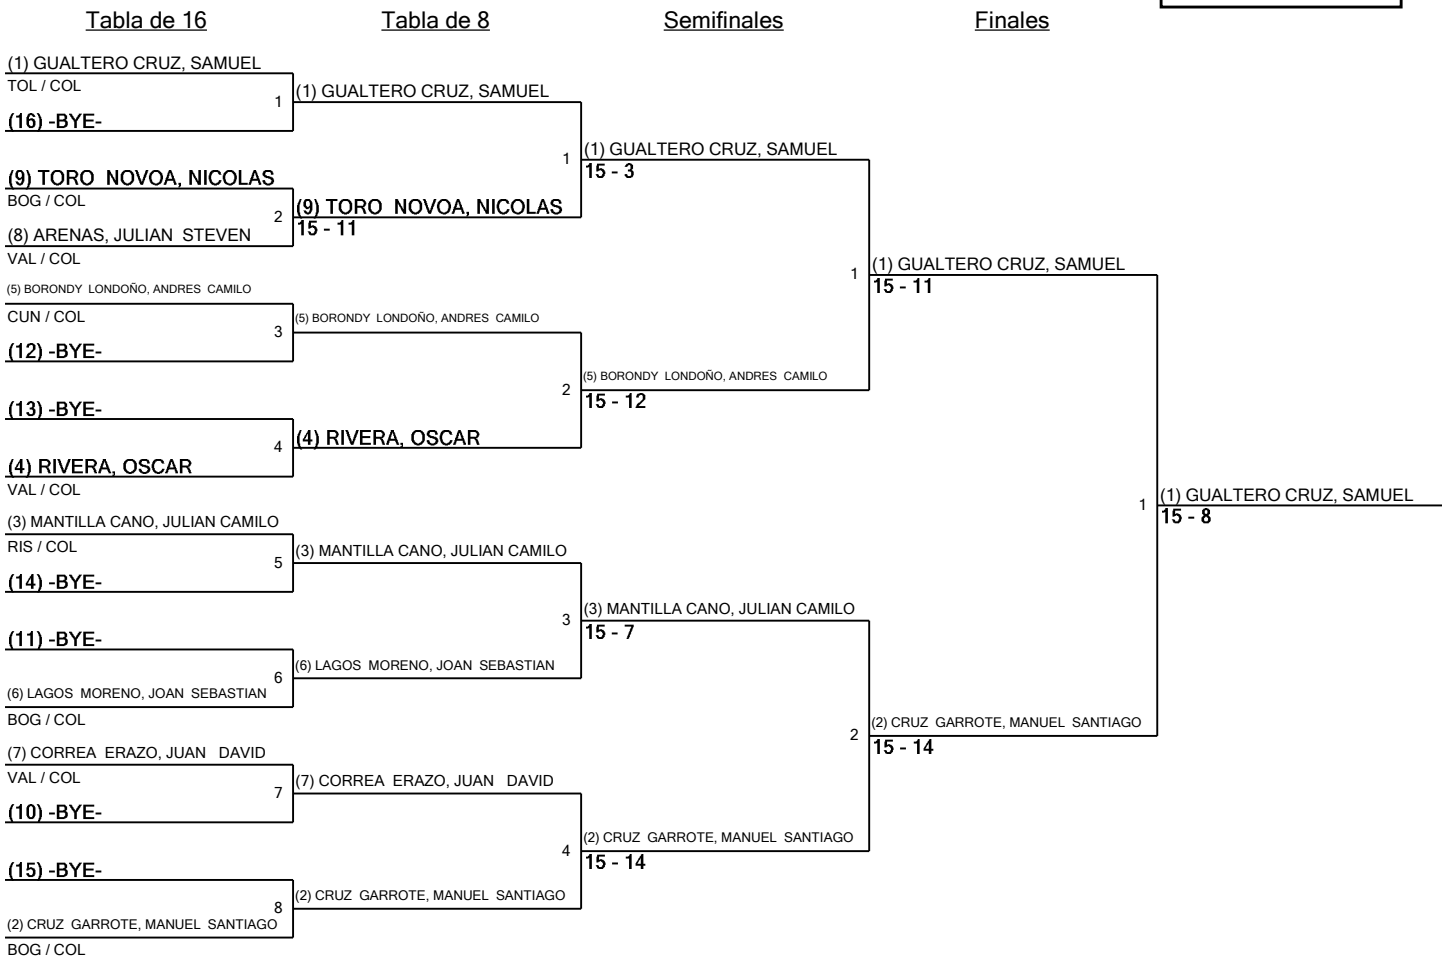 Tabla de 16
Tabla de 8
Semifinales
Finales
(1) GUALTERO CRUZ, SAMUEL
TOL / COL
1
(16) -BYE-
(9) TORO NOVOA, NICOLAS
BOG / COL
2
(8) ARENAS, JULIAN STEVEN
VAL / COL
(5) BORONDY LONDOÑO, ANDRES CAMILO
CUN / COL
3
(12) -BYE-
(13) -BYE-
4
(4) RIVERA, OSCAR
VAL / COL
(3) MANTILLA CANO, JULIAN CAMILO
RIS / COL
5
(14) -BYE-
(11) -BYE-
6
(6) LAGOS MORENO, JOAN SEBASTIAN
BOG / COL
(7) CORREA ERAZO, JUAN DAVID
VAL / COL
7
(10) -BYE-
(15) -BYE-
8
(2) CRUZ GARROTE, MANUEL SANTIAGO
BOG / COL
(1) GUALTERO CRUZ, SAMUEL
1
(9) TORO NOVOA, NICOLAS
15 - 11
(5) BORONDY LONDOÑO, ANDRES CAMILO
2
(4) RIVERA, OSCAR
(3) MANTILLA CANO, JULIAN CAMILO
3
(6) LAGOS MORENO, JOAN SEBASTIAN
(7) CORREA ERAZO, JUAN DAVID
4
(2) CRUZ GARROTE, MANUEL SANTIAGO
(1) GUALTERO CRUZ, SAMUEL
15 - 3
1
(5) BORONDY LONDOÑO, ANDRES CAMILO
15 - 12
(3) MANTILLA CANO, JULIAN CAMILO
15 - 7
2
(2) CRUZ GARROTE, MANUEL SANTIAGO
15 - 14
(1) GUALTERO CRUZ, SAMUEL
15 - 11
1
(2) CRUZ GARROTE, MANUEL SANTIAGO
15 - 14
(1) GUALTERO CRUZ, SAMUEL
15 - 8